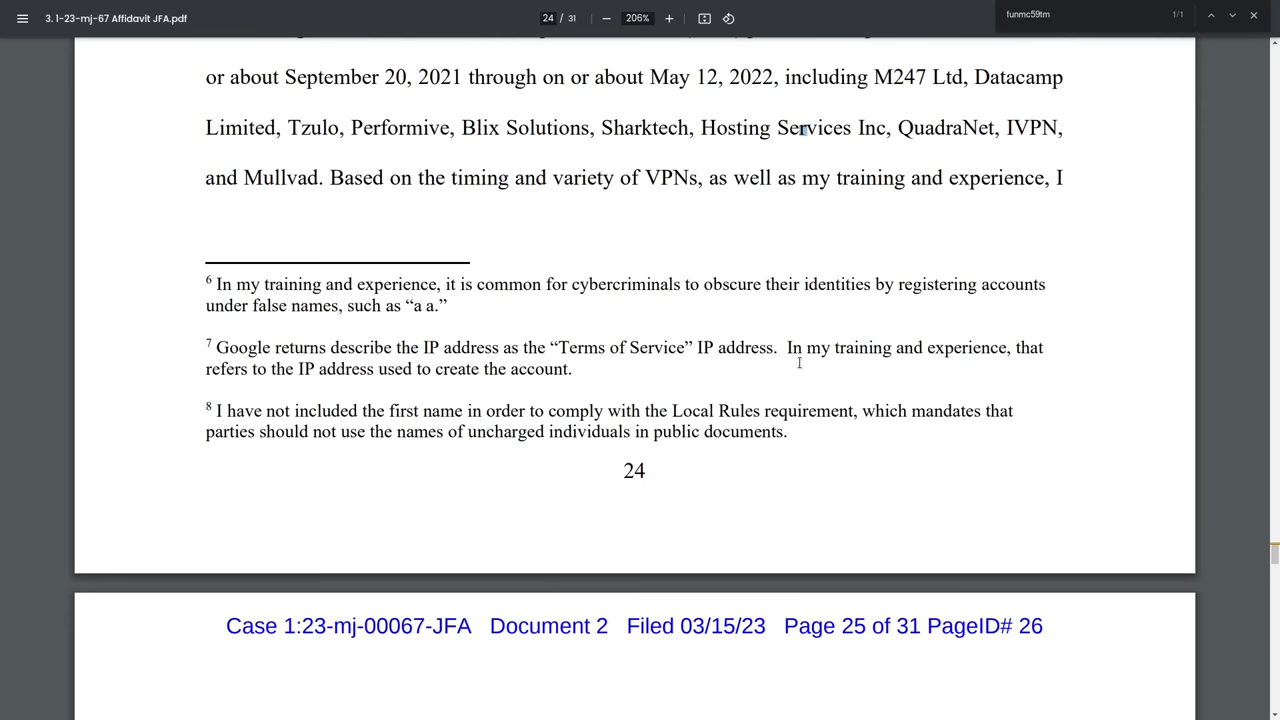 3. 1-23-mj-67 Affidavit JFA.pdf
24 / 31
206%
funmc59tm
1/1
or about September 20, 2021 through on or about May 12, 2022, including M247 Ltd, Datacamp
Limited, Tzulo, Performive, Blix Solutions, Sharktech, Hosting Services Inc, QuadraNet, IVPN,
and Mullvad. Based on the timing and variety of VPNs, as well as my training and experience, I
6 In my training and experience, it is common for cybercriminals to obscure their identities by registering accounts
under false names, such as “a a.”
7 Google returns describe the IP address as the “Terms of Service” IP address.  In my training and experience, that
refers to the IP address used to create the account.
8 I have not included the first name in order to comply with the Local Rules requirement, which mandates that
parties should not use the names of uncharged individuals in public documents.
24
Case 1:23-mj-00067-JFA   Document 2   Filed 03/15/23   Page 25 of 31 PageID# 26